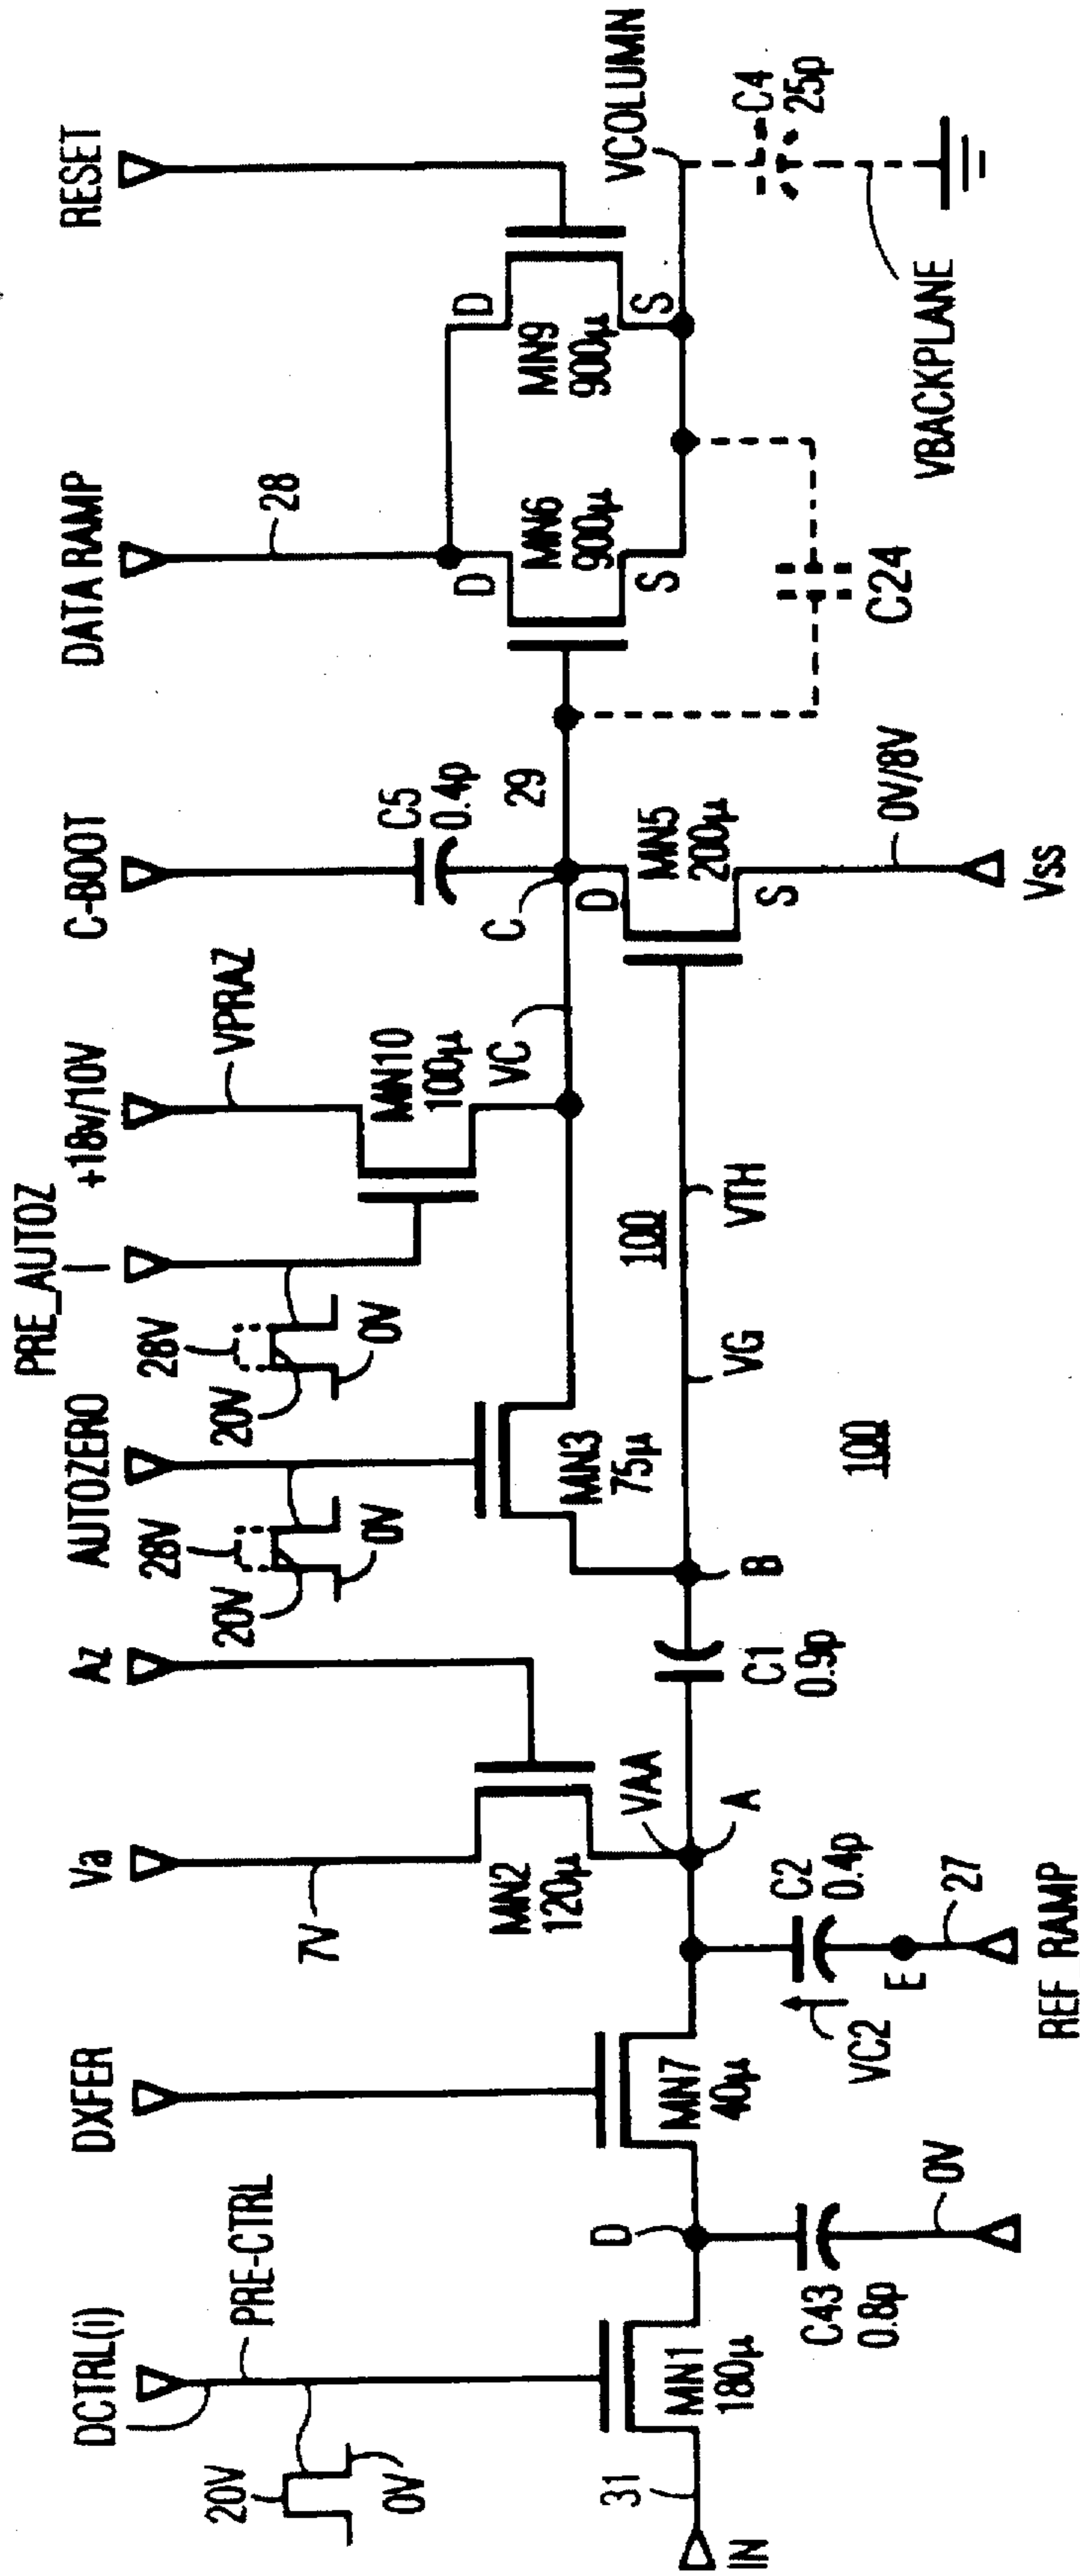 DCTRL(i)
PRE-CTRL
20V
0V
31
IN
MN1
180µ
D
C43
0.8p
0V
DXFER
MN7
40µ
VC2
C2
0.4p
E
27
REF RAMP
Va
7V
MN2
120µ
VAA
A
Az
C1
0.9p
B
AUTOZERO
28V
20V
0V
MN3
75µ
PRE_AUTOZ
28V
20V
0V
+18v/10V
VPRAZ
MN10
100µ
VC
VG
VTH
100
100
C-BOOT
C5
0.4p
C
29
D
MN5
200µ
S
0V/8V
Vss
DATA RAMP
28
D
MN6
900µ
S
C24
RESET
D
MN9
900µ
S
VCOLUMN
C4
25p
VBACKPLANE